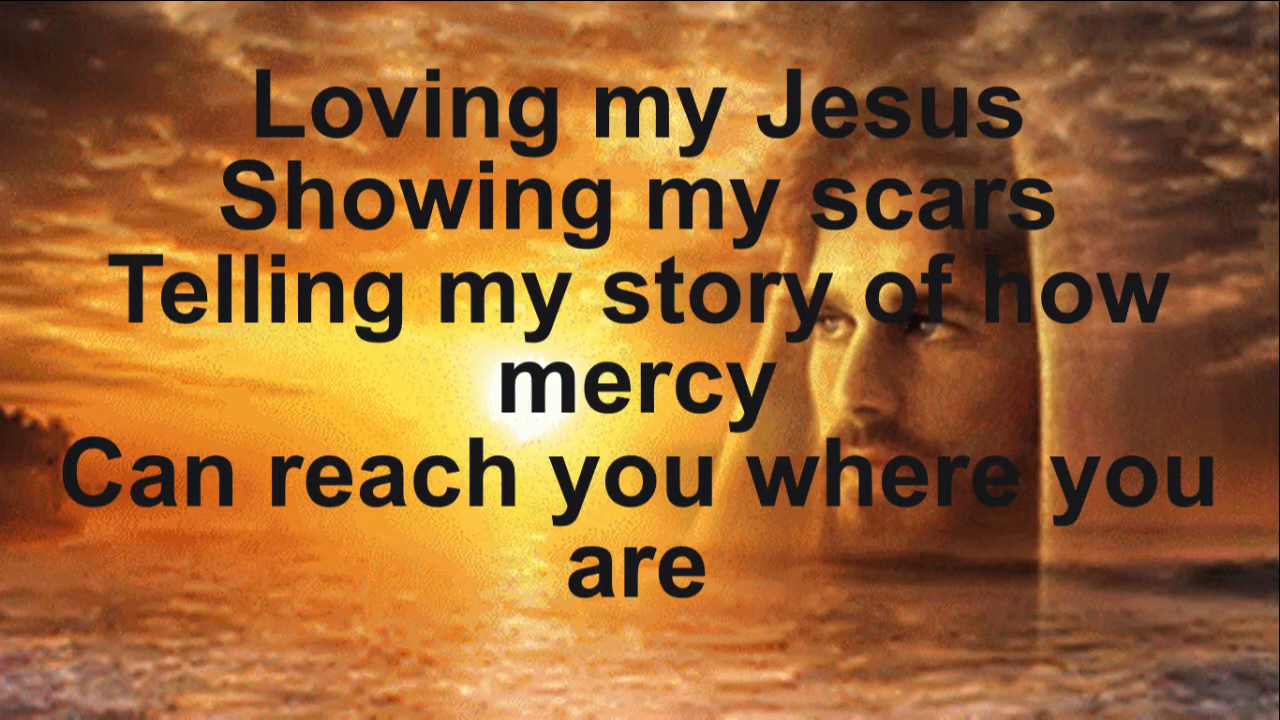 Loving my Jesus
Showing my scars
Telling my story of how
mercy
Can reach you where you
are